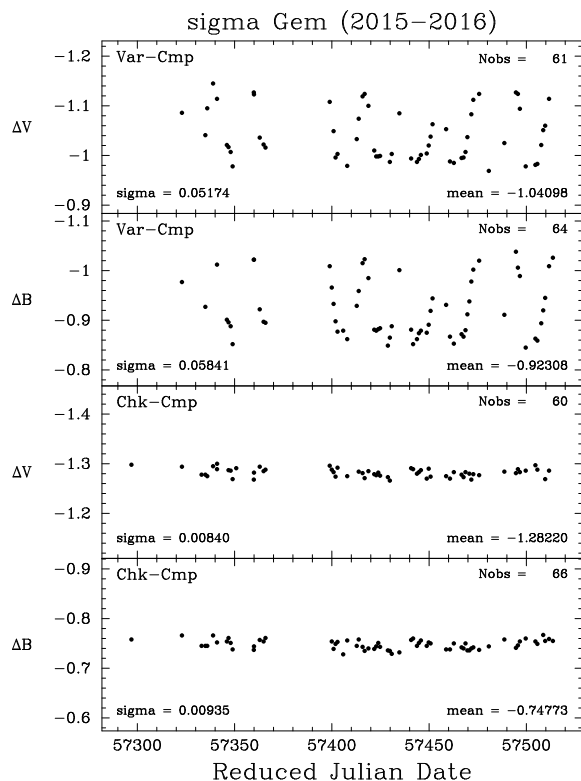 sigma Gem (2015−2016)
−1.2
Var−Cmp
Nobs = 61
−1.1
ΔV
−1
sigma = 0.05174
mean = −1.04098
−0.9
−1.1
Var−Cmp
Nobs = 64
−1
ΔB
−0.9
sigma = 0.05841
mean = −0.92308
−0.8
Chk−Cmp
Nobs = 60
−1.4
ΔV
−1.3
−1.2
sigma = 0.00840
mean = −1.28220
−0.9
Chk−Cmp
Nobs = 66
−0.8
ΔB
−0.7
sigma = 0.00935
mean = −0.74773
−0.6
57300 57350 57400 57450 57500
Reduced Julian Date